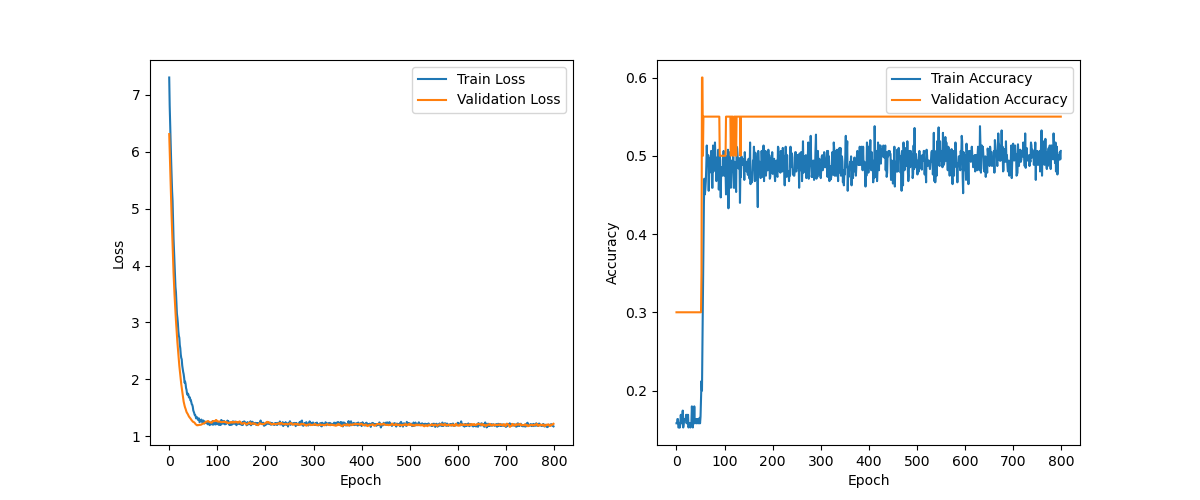 Train Loss
Validation Loss
7
6
5
4
3
2
1
Loss
0 100 200 300 400 500 600 700 800
Epoch
Train Accuracy
Validation Accuracy
0.6
0.5
0.4
0.3
0.2
Accuracy
0 100 200 300 400 500 600 700 800
Epoch